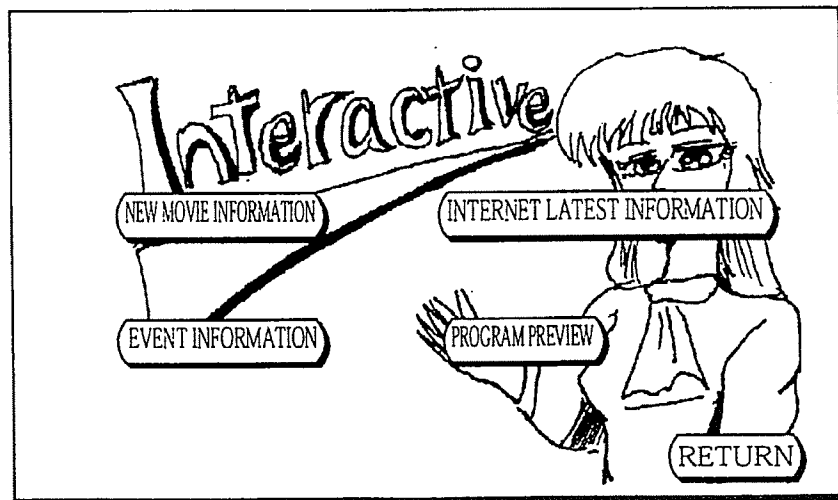 Interactive
NEW MOVIE INFORMATION
INTERNET LATEST INFORMATION
EVENT INFORMATION
PROGRAM PREVIEW
RETURN